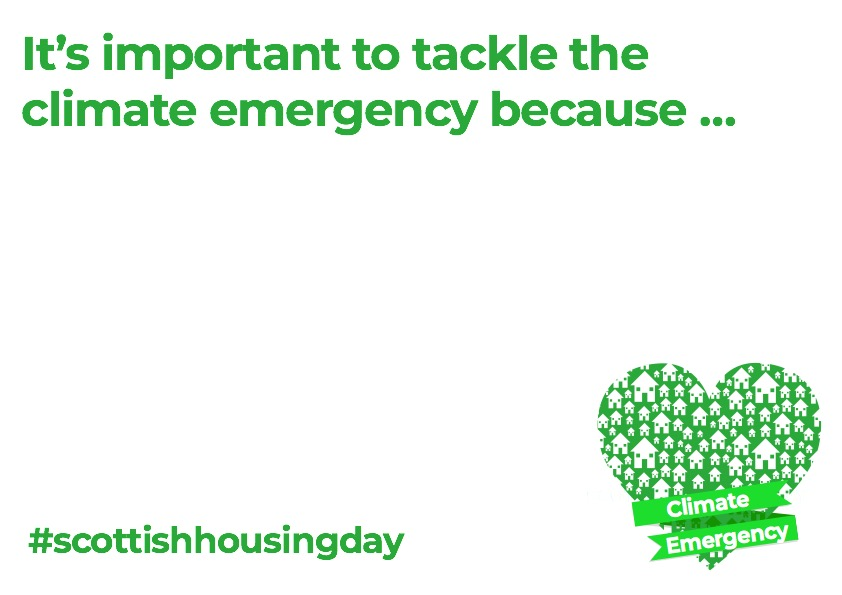 It’s important to tackle the
climate emergency because ...
Climate
Emergency
#scottishhousingday